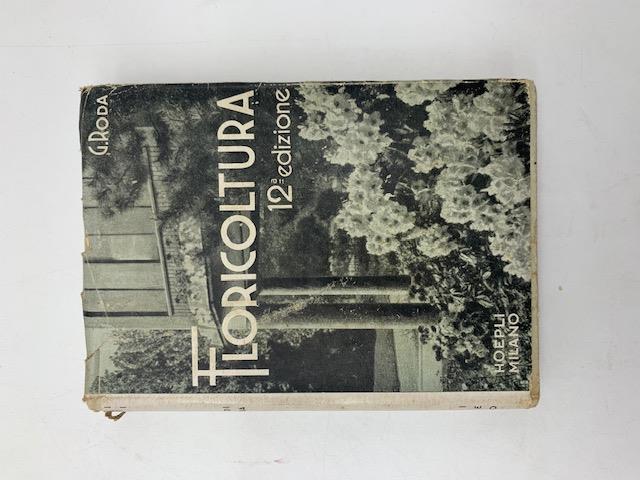 G. RODA
FLORICOLTURA
12ª edizione
HOEPLI
MILANO